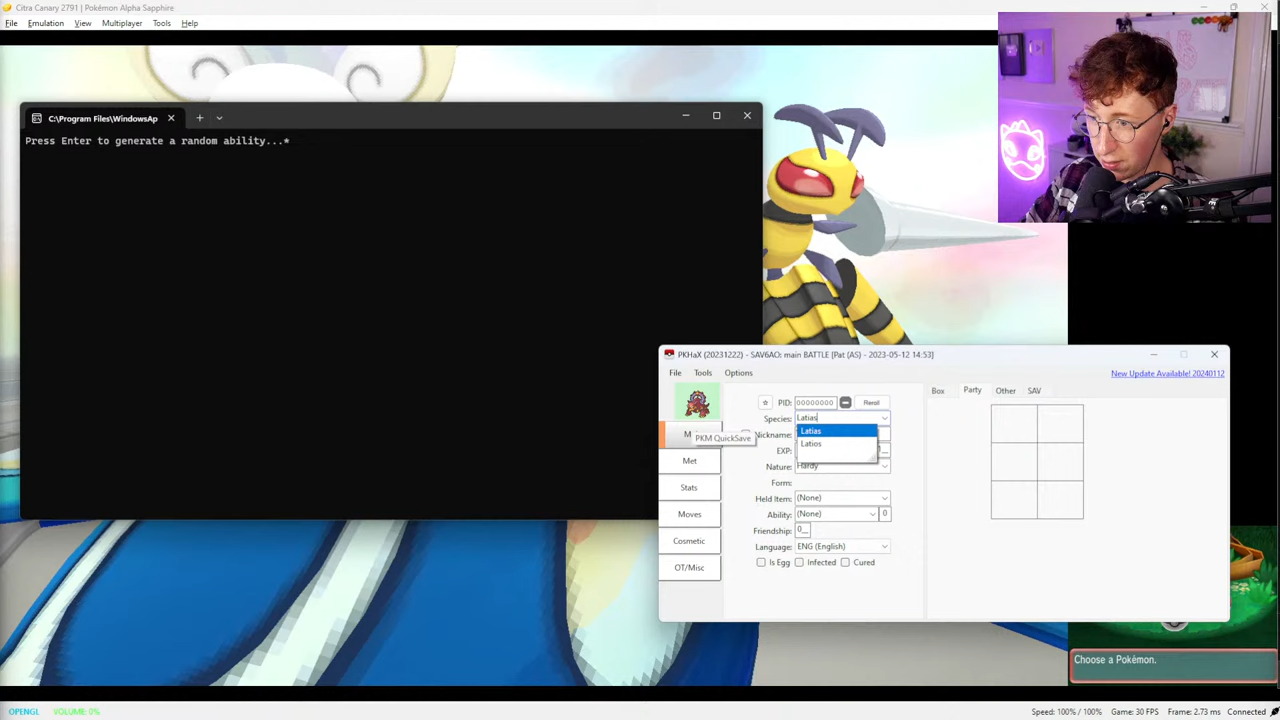 Citra Canary 2791 | Pokémon Alpha Sapphire
File Emulation View Multiplayer Tools Help
C:\Program Files\WindowsAp
Press Enter to generate a random ability...*
PKHaX (20231222) - SAV6AO: main BATTLE [Pat (AS) - 2023-05-12 14:53]
File Tools Options
New Update Available! 20240112
Box Party Other SAV
PID: 00000000 Reroll
Species: Latias
Latias
Latios
PKM QuickSave
Nickname:
EXP:
Met
Nature: Hardy
Form:
Stats
Held Item: (None)
Moves
Ability: (None) 0
Friendship: 0__
Cosmetic
Language: ENG (English)
Is Egg Infected Cured
OT/Misc
Choose a Pokémon.
OPENGL VOLUME: 0%
Speed: 100% / 100% Game: 30 FPS Frame: 2.73 ms Connected